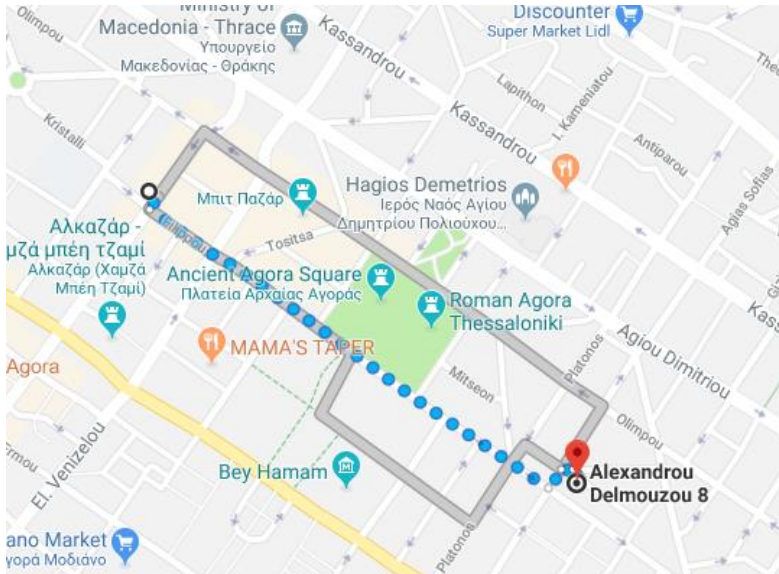 Olimpou
Ministry of
Macedonia - Thrace
Υπουργείο
Μακεδονίας - Θράκης
Discounter
Super Market Lidl
Kassandrou
Kassandrou
Lapithon
I. Kameniatou
Antiparou
Agias Sofias
Kristalli
Μπιτ Παζάρ
Hagios Demetrios
Ιερός Ναός Αγίου
Δημητρίου Πολιούχου...
Filippou
Tositsa
Αλκαζάρ -
μζά μπέη τζαμί
Αλκαζάρ (Χαμζά
Μπέη Τζαμί)
Ancient Agora Square
Πλατεία Αρχαίας Αγοράς
Roman Agora
Thessaloniki
Agiou Dimitriou
Kass
MAMA'S TAPER
Agora
Mitseon
Platonos
Olimpou
Ermou
El. Venizelou
Bey Hamam
Alexandrou
Delmouzou 8
Platonos
ano Market
γορά Μοδιάνο